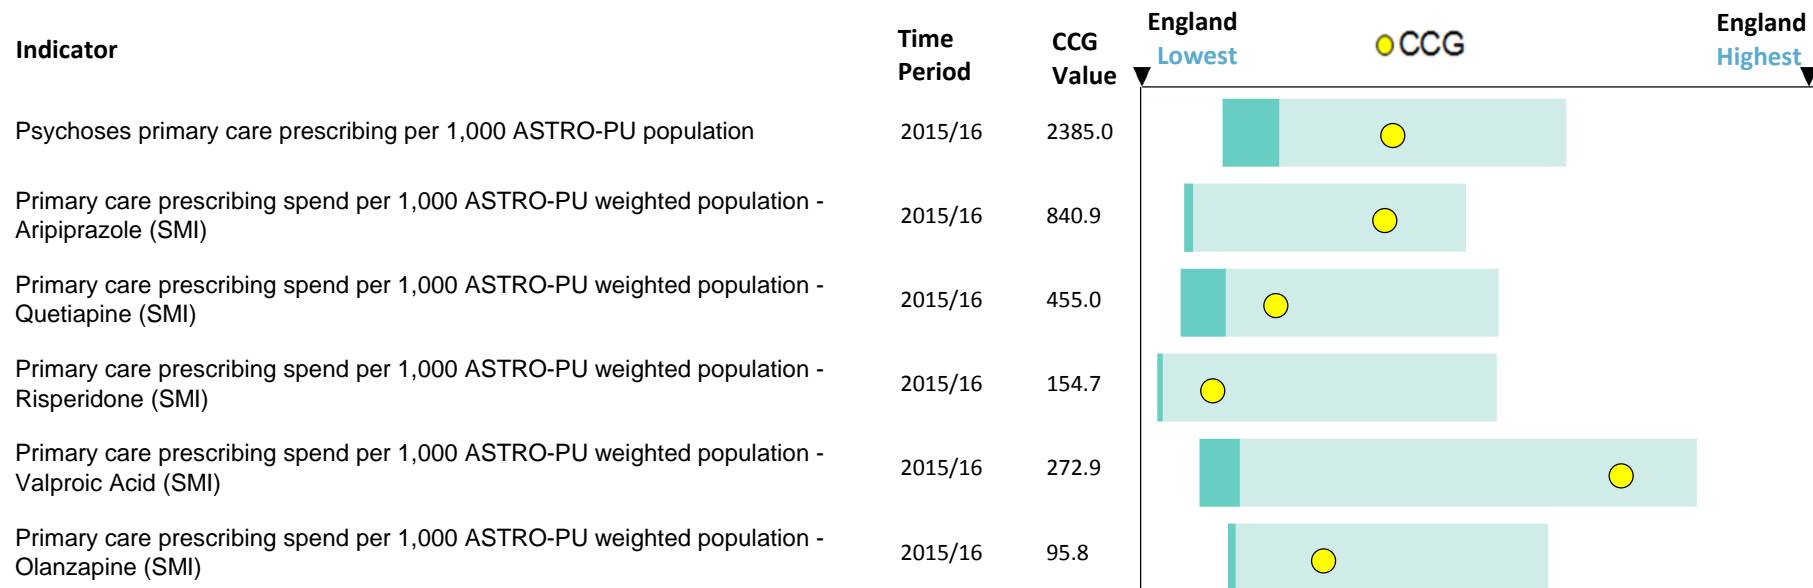 Indicator
Time
Period
CCG
Value
England
Lowest
CCG
England
Highest
Psychoses primary care prescribing per 1,000 ASTRO-PU population 2015/16 2385.0
Primary care prescribing spend per 1,000 ASTRO-PU weighted population -
Aripiprazole (SMI)
2015/16 840.9
Primary care prescribing spend per 1,000 ASTRO-PU weighted population -
Quetiapine (SMI)
2015/16 455.0
Primary care prescribing spend per 1,000 ASTRO-PU weighted population -
Risperidone (SMI)
2015/16 154.7
Primary care prescribing spend per 1,000 ASTRO-PU weighted population -
Valproic Acid (SMI)
2015/16 272.9
Primary care prescribing spend per 1,000 ASTRO-PU weighted population -
Olanzapine (SMI)
2015/16 95.8